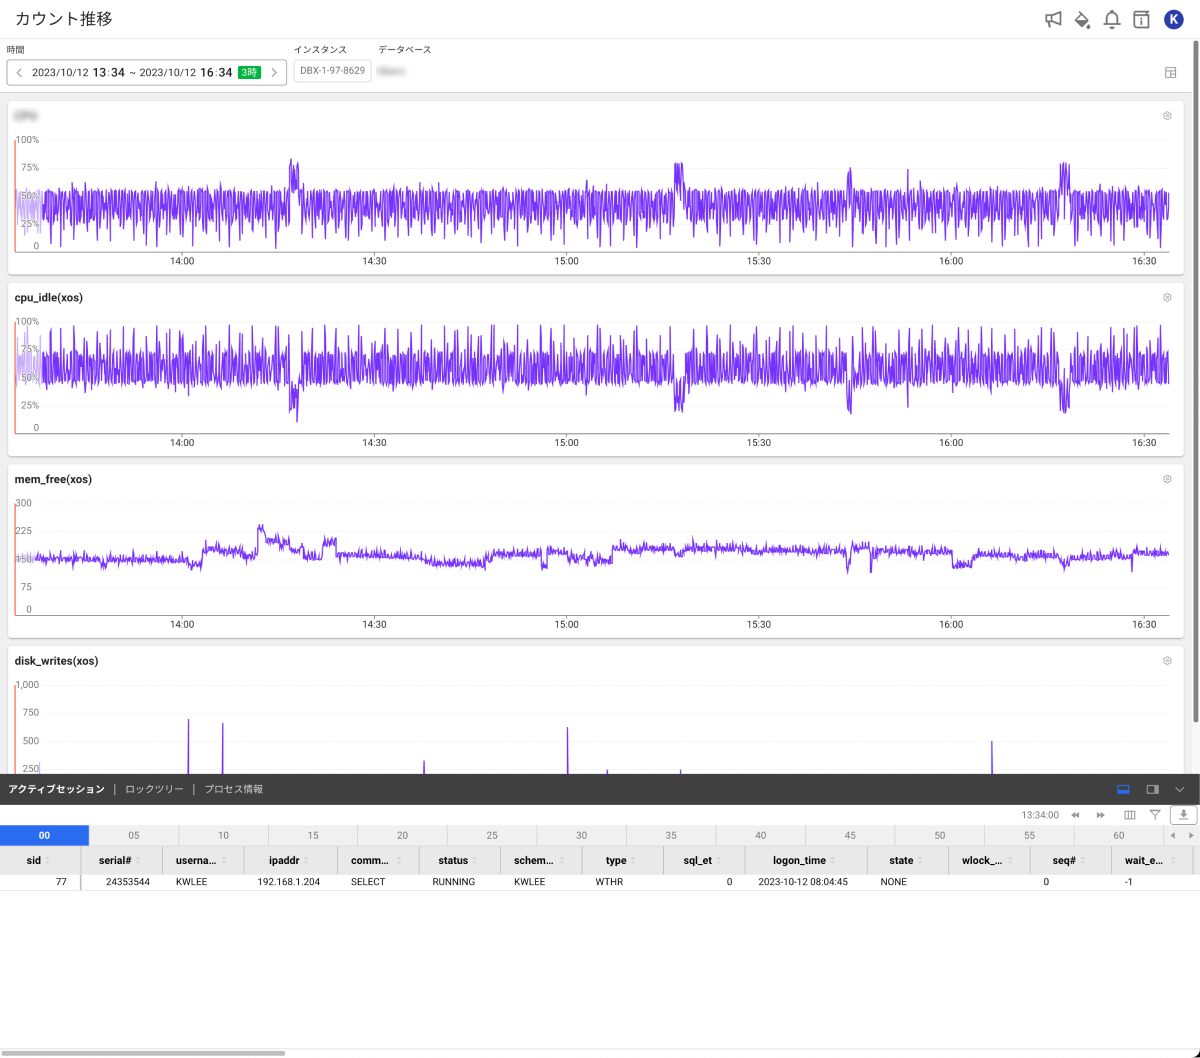 カウント推移
K
時間 インスタンス データベース
2023/10/12 13:34 ~ 2023/10/12 16:34 3時 DBX-1-97-8629
100%
75%
50%
25%
0
14:00 14:30 15:00 15:30 16:00 16:30
cpu_idle(xos)
100%
75%
50%
25%
0
14:00 14:30 15:00 15:30 16:00 16:30
mem_free(xos)
300
225
150
75
0
14:00 14:30 15:00 15:30 16:00 16:30
disk_writes(xos)
1,000
750
500
250
アクティブセッション | ロックツリー | プロセス情報
13:34:00
00 05 10 15 20 25 30 35 40 45 50 55 60
sid serial# userna... ipaddr comm... status schem... type sql_et logon_time state wlock_... seq# wait_e...
77 24353544 KWLEE 192.168.1.204 SELECT RUNNING KWLEE WTHR 0 2023-10-12 08:04:45 NONE 0 -1